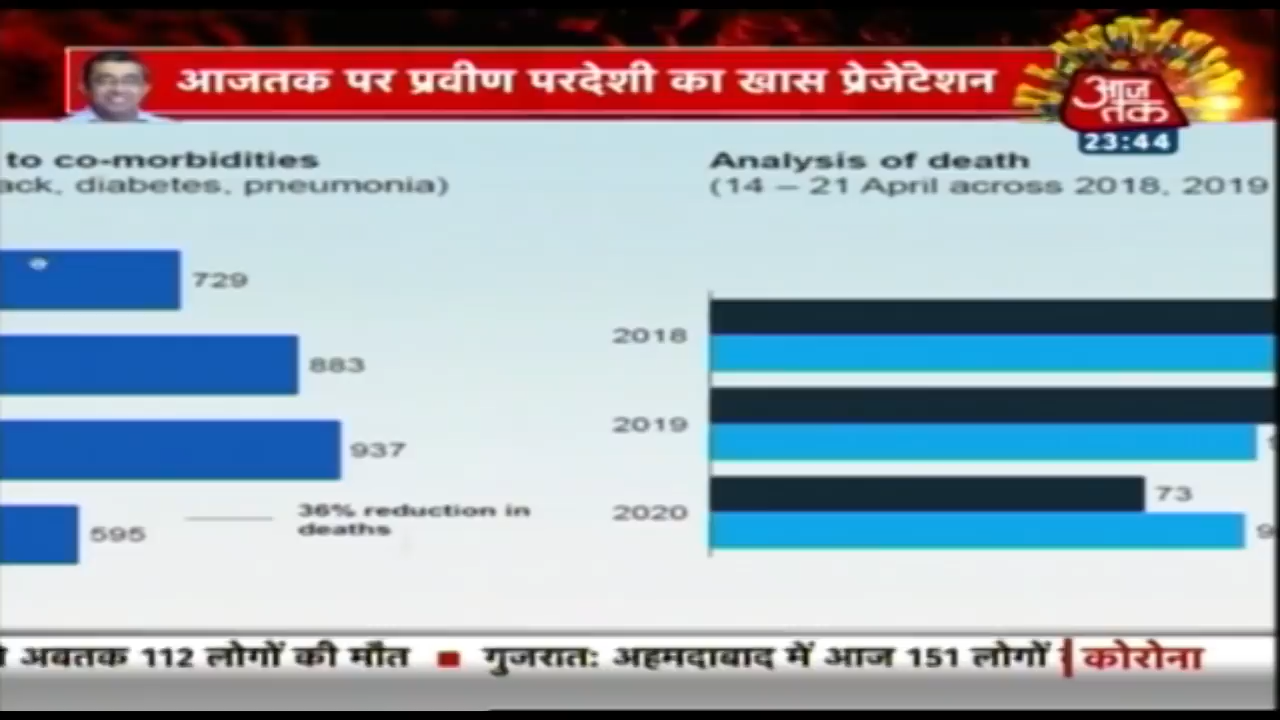 आजतक पर प्रवीण परदेशी का खास प्रेजेंटेशन
आज तक
23:44
to co-morbidities
ack, diabetes, pneumonia)
729
883
937
595
36% reduction in
deaths
Analysis of death
(14 – 21 April across 2018, 2019
2018
2019
2020
73
अबतक 112 लोगों की मौत ■ गुजरात: अहमदाबाद में आज 151 लोगों
कोरोना